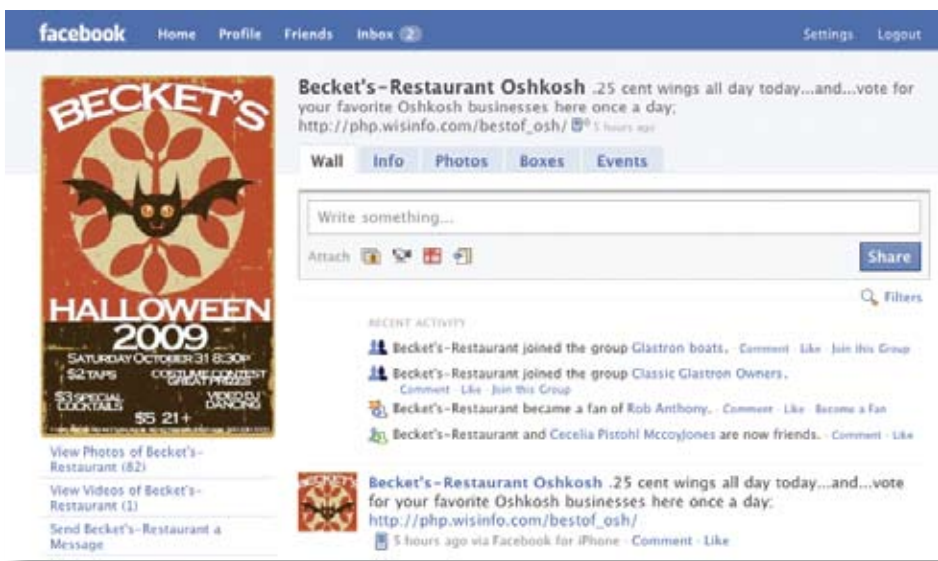 facebook Home Profile Friends Inbox 2 Settings Logout
BECKET'S
HALLOWEEN
2009
SATURDAY OCTOBER 31 8:30P
$2 TAPS COSTUME CONTEST
GREAT PRIZES
$3 SPECIAL
COCKTAILS
VIDEO DJ
DANCING
$5 21+
View Photos of Becket's-
Restaurant (82)
View Videos of Becket's-
Restaurant (1)
Send Becket's-Restaurant a
Message
Becket's-Restaurant Oshkosh .25 cent wings all day today...and...vote for
your favorite Oshkosh businesses here once a day;
http://php.wisinfo.com/bestof_osh/ 5 hours ago
Wall Info Photos Boxes Events
Write something...
Attach Share
Filters
RECENT ACTIVITY
Becket's-Restaurant joined the group Glastron boats. · Comment · Like · Join this Group
Becket's-Restaurant joined the group Classic Glastron Owners.
Comment · Like · Join this Group
Becket's-Restaurant became a fan of Rob Anthony. · Comment · Like · Become a Fan
Becket's-Restaurant and Cecelia Pistohl Mccoyjones are now friends. · Comment · Like
BECKET'S
Becket's-Restaurant Oshkosh .25 cent wings all day today...and...vote
for your favorite Oshkosh businesses here once a day;
http://php.wisinfo.com/bestof_osh/
5 hours ago via Facebook for iPhone · Comment · Like